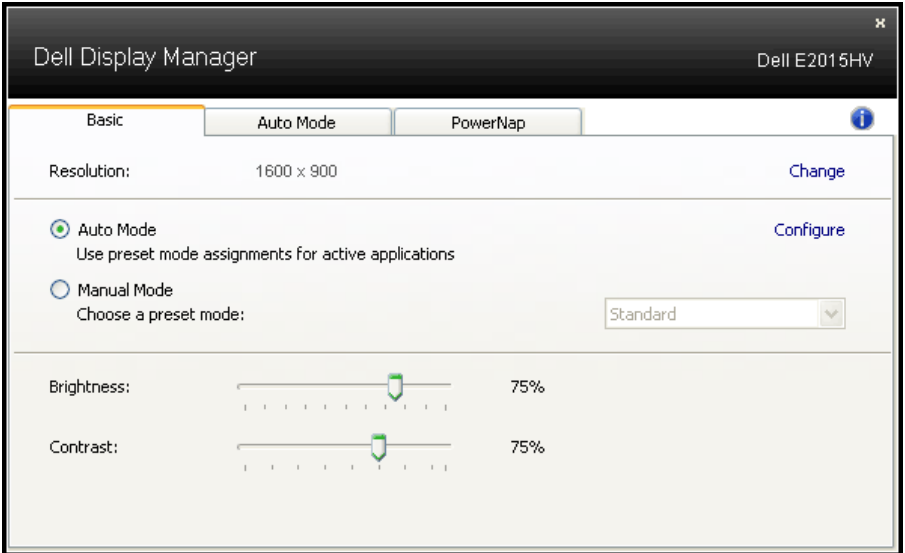 Dell Display Manager
Dell E2015HV
Basic
Auto Mode
PowerNap
Resolution:
1600 x 900
Change
Auto Mode
Configure
Use preset mode assignments for active applications
Manual Mode
Choose a preset mode:
Standard
Brightness:
75%
Contrast:
75%